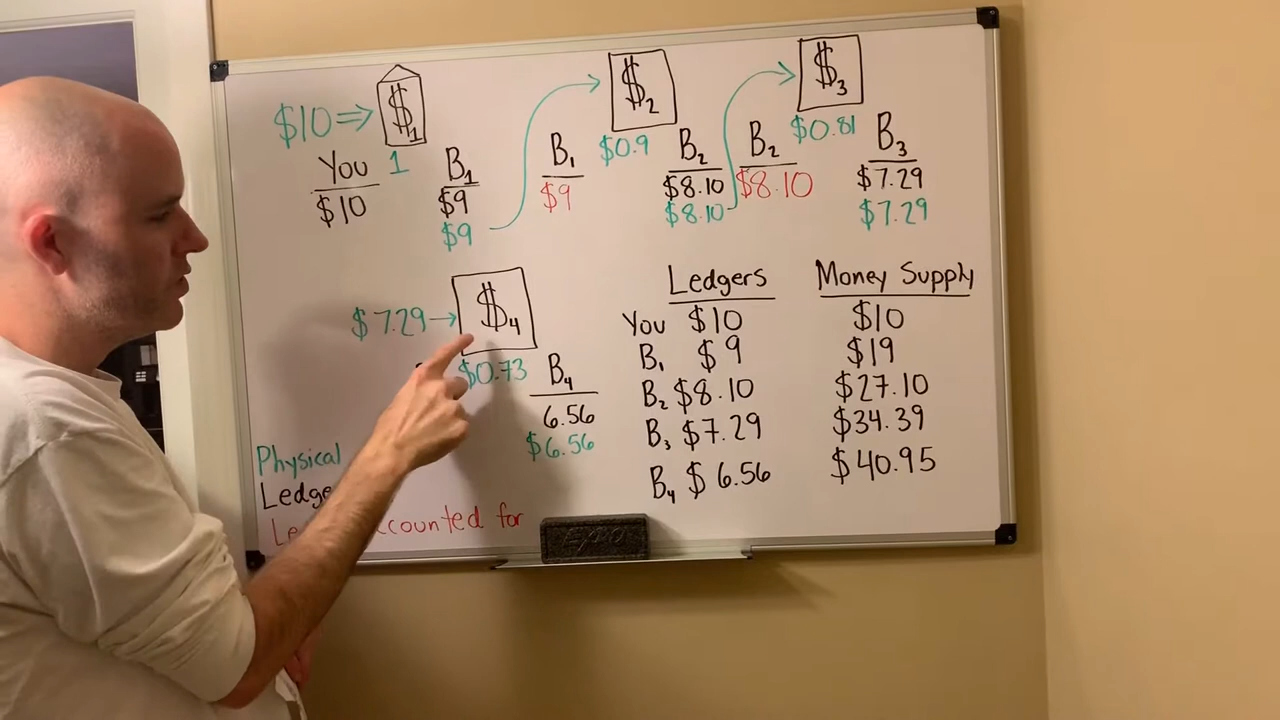 $10 ⇒ $1
You 1
$10
B1
$9
$9
B1
$9
$2
$0.9
B2
$8.10
$8.10
B2
$8.10
$3
$0.81
B3
$7.29
$7.29
$7.29 → $4
$0.73
B4
6.56
$6.56
Ledgers
You $10
B1 $9
B2 $8.10
B3 $7.29
B4 $6.56
Money Supply
$10
$19
$27.10
$34.39
$40.95
Physical
for
EXPO